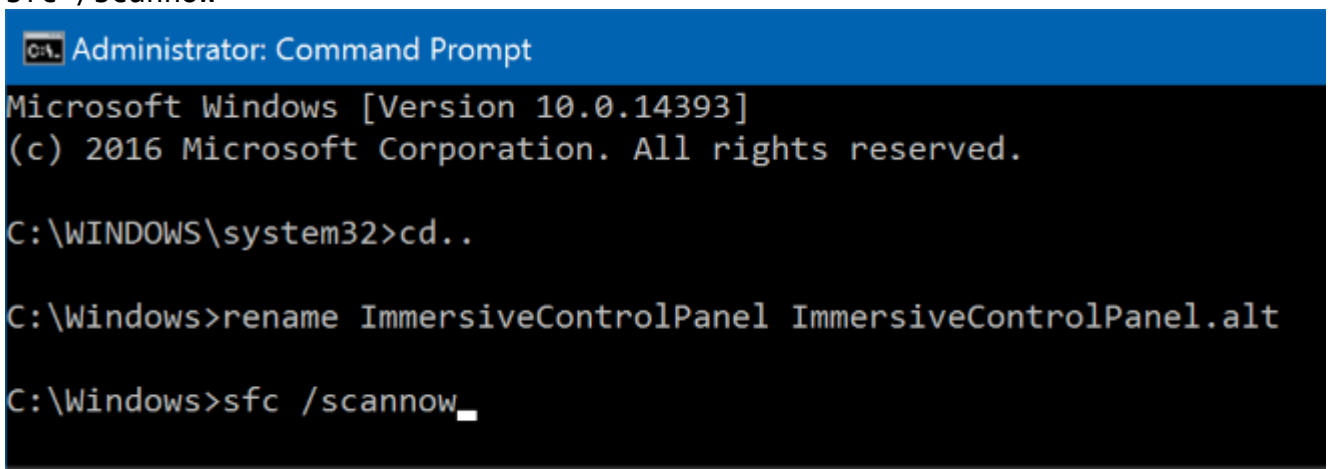 Administrator: Command Prompt
Microsoft Windows [Version 10.0.14393]
(c) 2016 Microsoft Corporation. All rights reserved.
C:\WINDOWS\system32>cd..
C:\Windows>rename ImmersiveControlPanel ImmersiveControlPanel.alt
C:\Windows>sfc /scannow